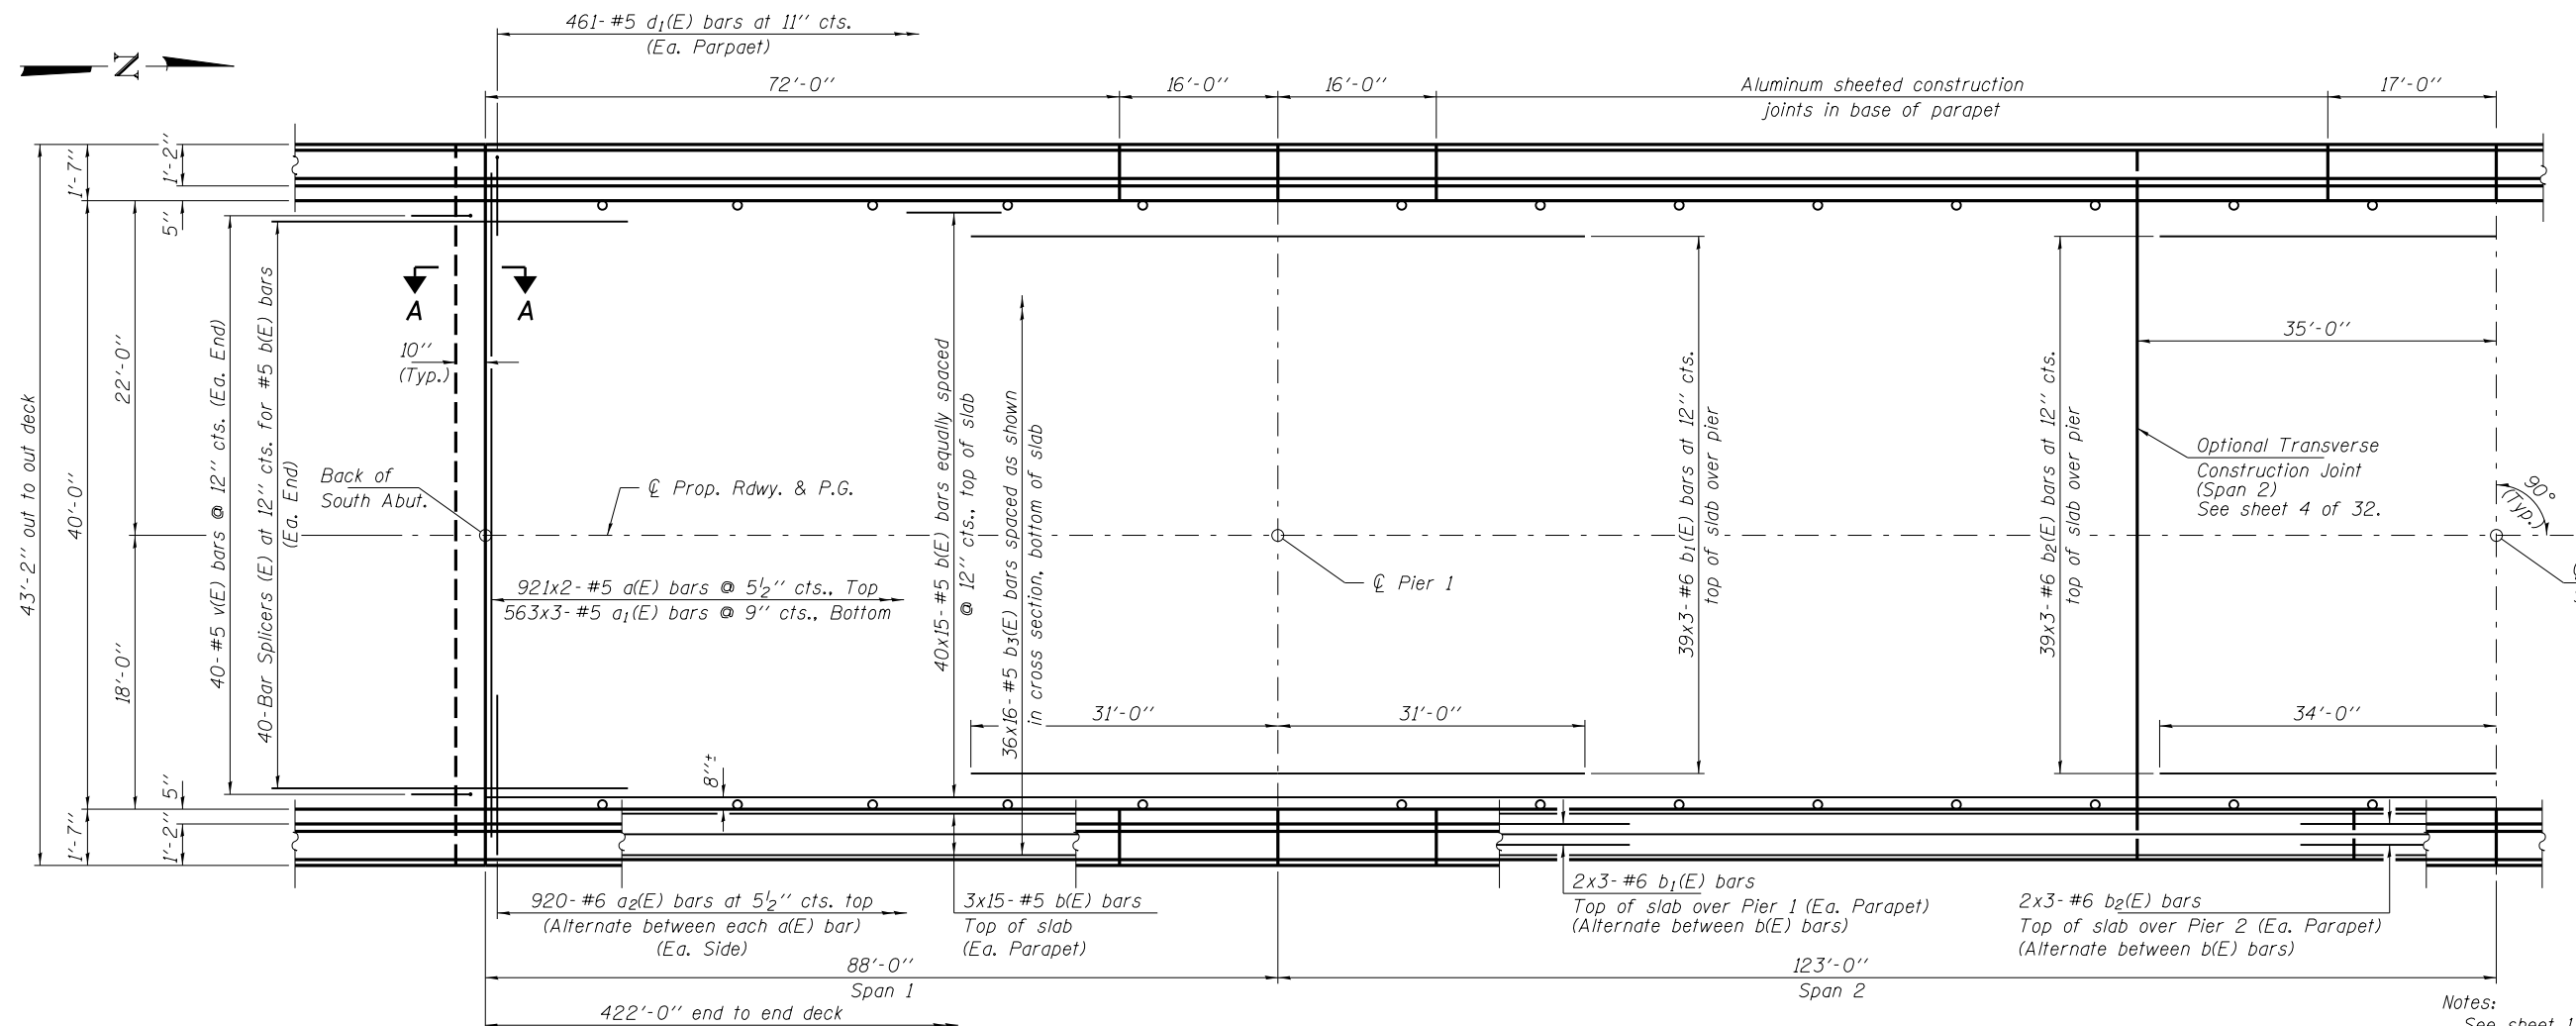 461-#5 d1(E) bars at 11'' cts.
(Ea. Parpaet)
N
72'-0''
16'-0''
16'-0''
Aluminum sheeted construction
joints in base of parapet
17'-0''
43'-2'' out to out deck
1'-7''
40'-0''
1'-7''
1'-2''
5''
22'-0''
18'-0''
5''
1'-2''
40-#5 v(E) bars @ 12'' cts. (Ea. End)
40-Bar Splicers (E) at 12'' cts. for #5 b(E) bars
(Ea. End)
A
A
10''
(Typ.)
Back of
South Abut.
℄ Prop. Rdwy. & P.G.
921x2-#5 a(E) bars @ 5½'' cts., Top
563x3-#5 a1(E) bars @ 9'' cts., Bottom
40x15-#5 b(E) bars equally spaced
@ 12'' cts., top of slab
36x16-#5 b3(E) bars spaced as shown
in cross section, bottom of slab
℄ Pier 1
39x3-#6 b1(E) bars at 12'' cts.
top of slab over pier
39x3-#6 b2(E) bars at 12'' cts.
top of slab over pier
35'-0''
Optional Transverse
Construction Joint
(Span 2)
See sheet 4 of 32.
90°
(Typ.)
31'-0''
31'-0''
34'-0''
8''±
920-#6 a2(E) bars at 5½'' cts. top
(Alternate between each a(E) bar)
(Ea. Side)
3x15-#5 b(E) bars
Top of slab
(Ea. Parapet)
2x3-#6 b1(E) bars
Top of slab over Pier 1 (Ea. Parapet)
(Alternate between b(E) bars)
2x3-#6 b2(E) bars
Top of slab over Pier 2 (Ea. Parapet)
(Alternate between b(E) bars)
88'-0''
Span 1
123'-0''
Span 2
422'-0'' end to end deck
Notes:
See sheet 1